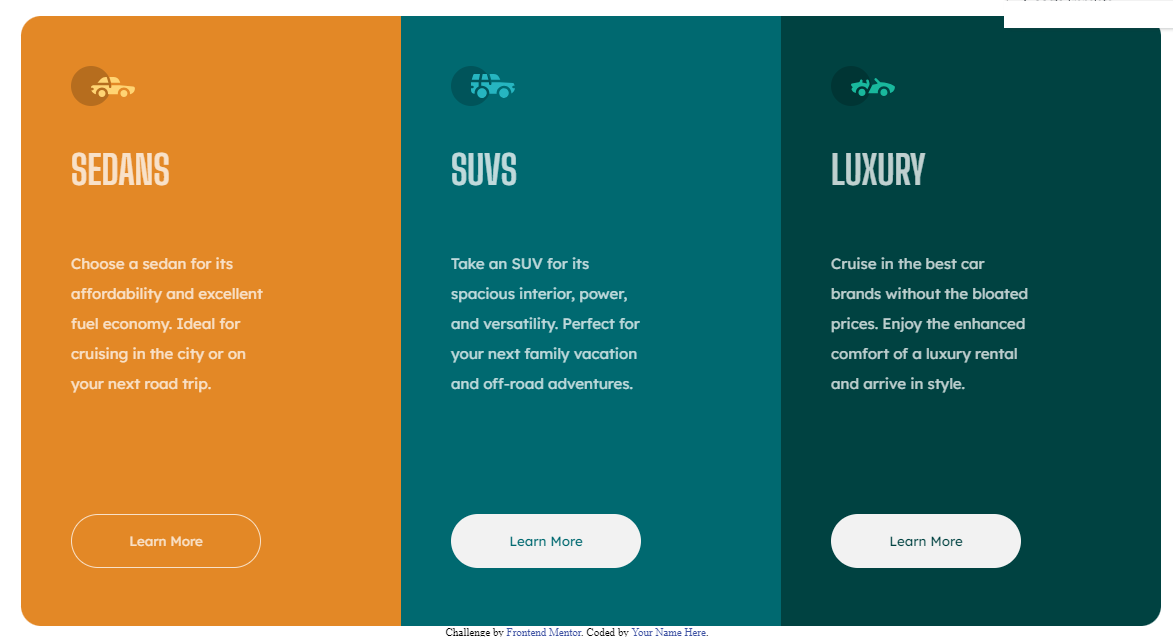 SEDANS
Choose a sedan for its
affordability and excellent
fuel economy. Ideal for
cruising in the city or on
your next road trip.
Learn More
SUVS
Take an SUV for its
spacious interior, power,
and versatility. Perfect for
your next family vacation
and off-road adventures.
Learn More
LUXURY
Cruise in the best car
brands without the bloated
prices. Enjoy the enhanced
comfort of a luxury rental
and arrive in style.
Learn More
Challenge by Frontend Mentor. Coded by Your Name Here.